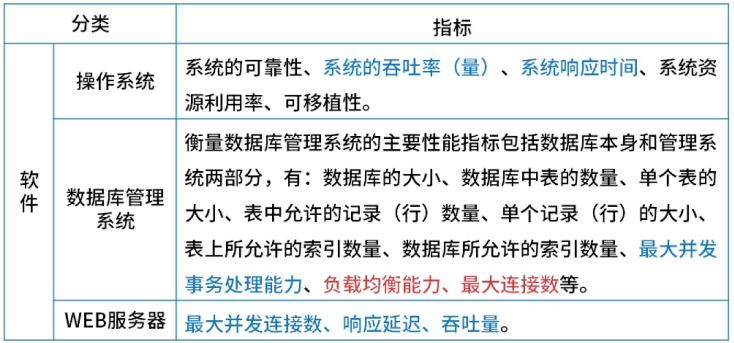 分类
指标
软件
操作系统
系统的可靠性、系统的吞吐率（量）、系统响应时间、系统资
源利用率、可移植性。
数据库管理
系统
衡量数据库管理系统的主要性能指标包括数据库本身和管理系
统两部分，有：数据库的大小、数据库中表的数量、单个表的
大小、表中允许的记录（行）数量、单个记录（行）的大小、
表上所允许的索引数量、数据库所允许的索引数量、最大并发
事务处理能力、负载均衡能力、最大连接数等。
WEB服务器
最大并发连接数、响应延迟、吞吐量。